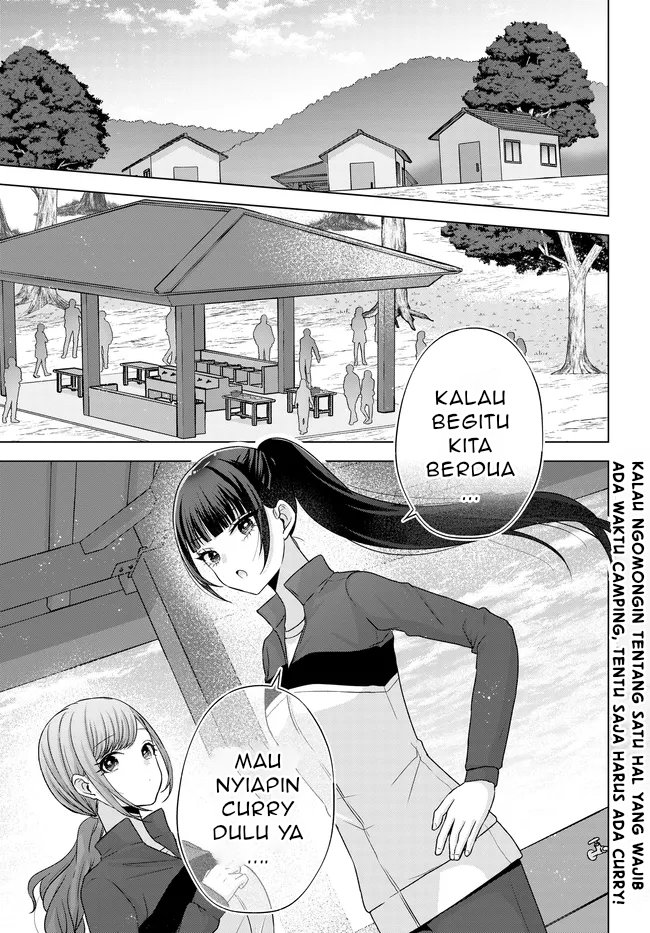 KALAU
BEGITU
KITA
BERDUA
...
MAU
NYIAPIN
CURRY
DULU YA
....
KALAU NGOMONGIN TENTANG SATU HAL YANG WAJIB
ADA WAKTU CAMPING, TENTU SAJA HARUS ADA CURRY!